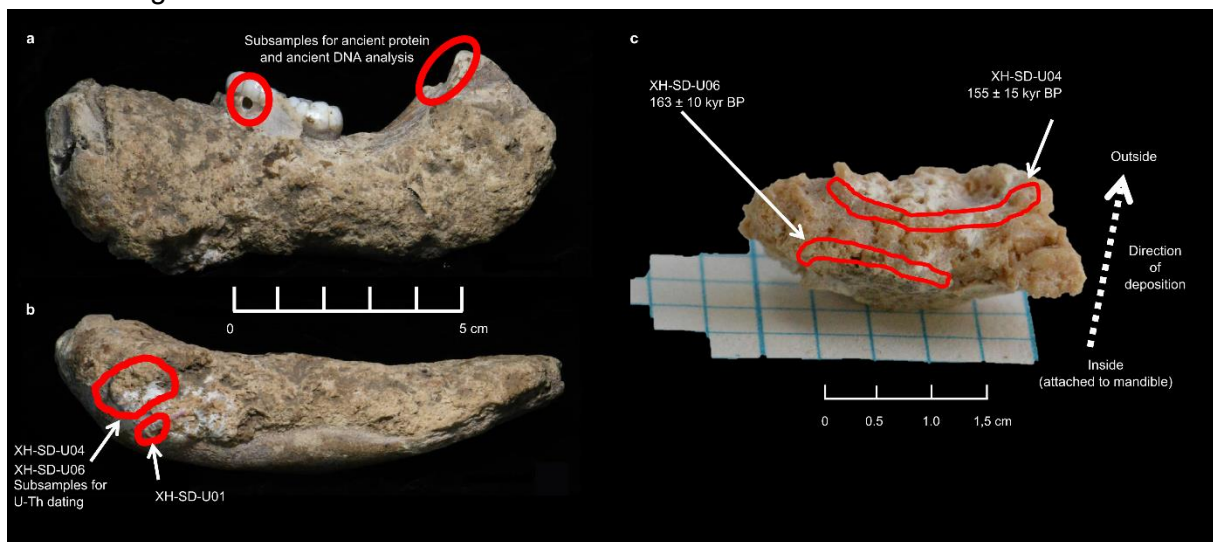 a
Subsamples for ancient protein
and ancient DNA analysis
0
5 cm
b
XH-SD-U04
XH-SD-U06
Subsamples for
U-Th dating
XH-SD-U01
c
XH-SD-U06
163 ± 10 kyr BP
XH-SD-U04
155 ± 15 kyr BP
Outside
Direction
of
deposition
Inside
(attached to mandible)
0
0.5
1.0
1,5 cm